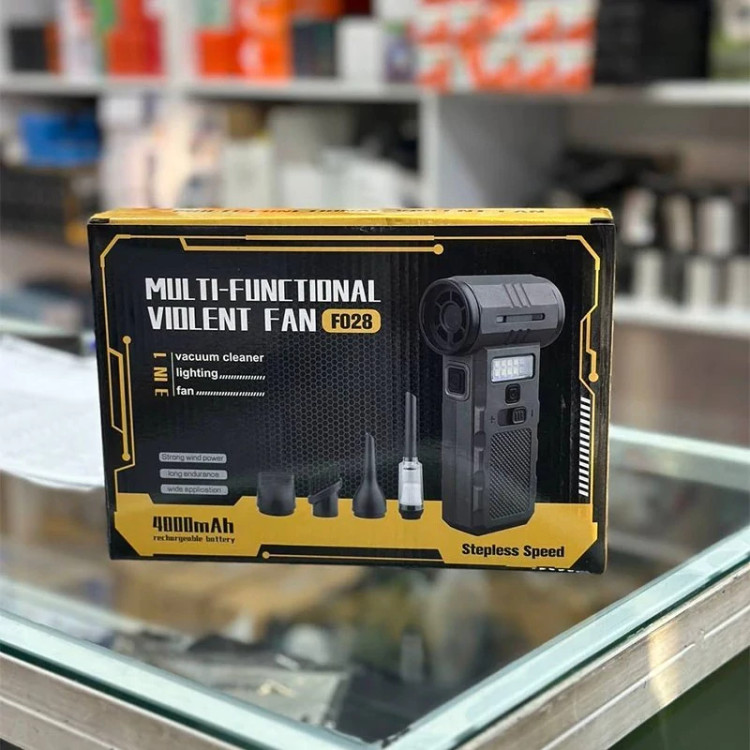 MULTI-FUNCTIONAL
VIOLENT FAN F028
vacuum cleaner
lighting
fan
Strong wind power
long endurance
wide application
4000mAh
rechargeable battery
Stepless Speed